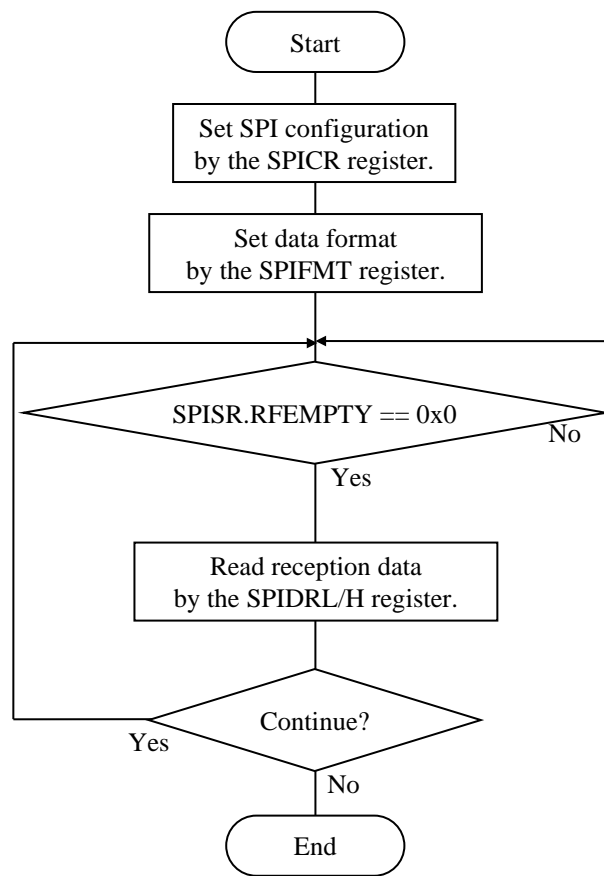 Start
Set SPI configuration
by the SPICR register.
Set data format
by the SPIFMT register.
SPISR.RFEMPTY == 0x0
No
Yes
Read reception data
by the SPIDRL/H register.
Continue?
Yes
No
End